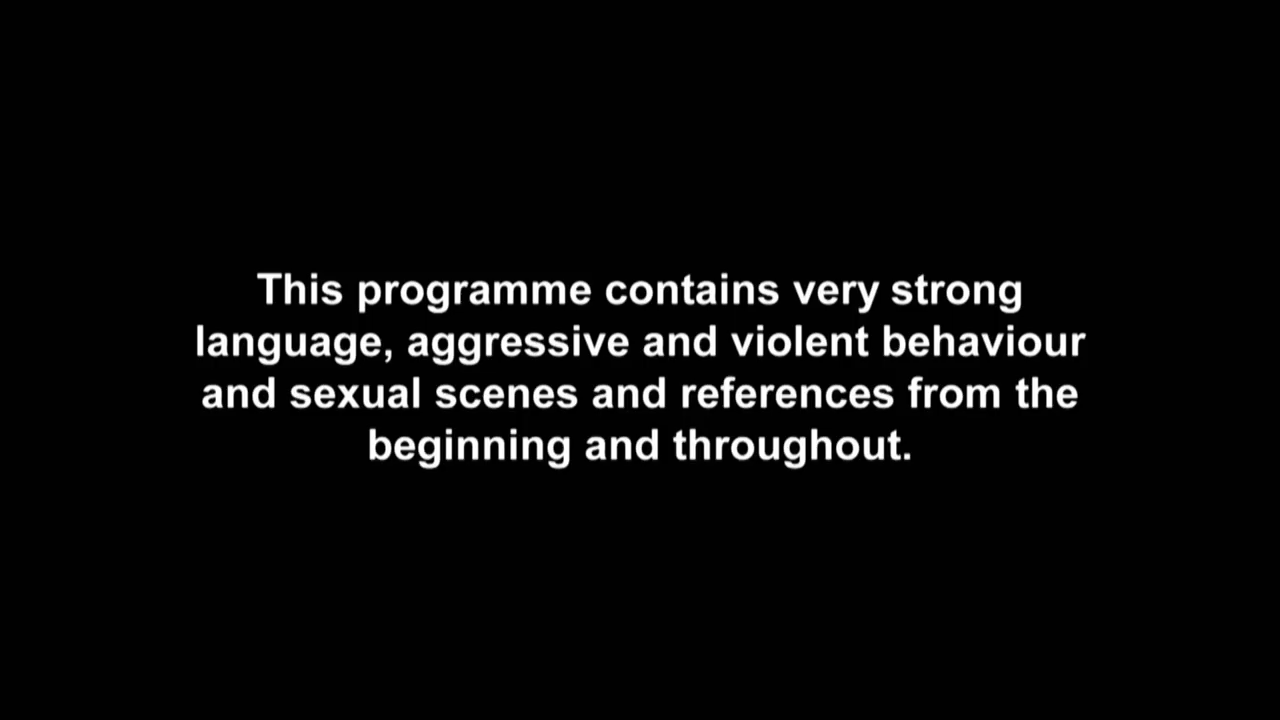 This programme contains very strong
language, aggressive and violent behaviour
and sexual scenes and references from the
beginning and throughout.